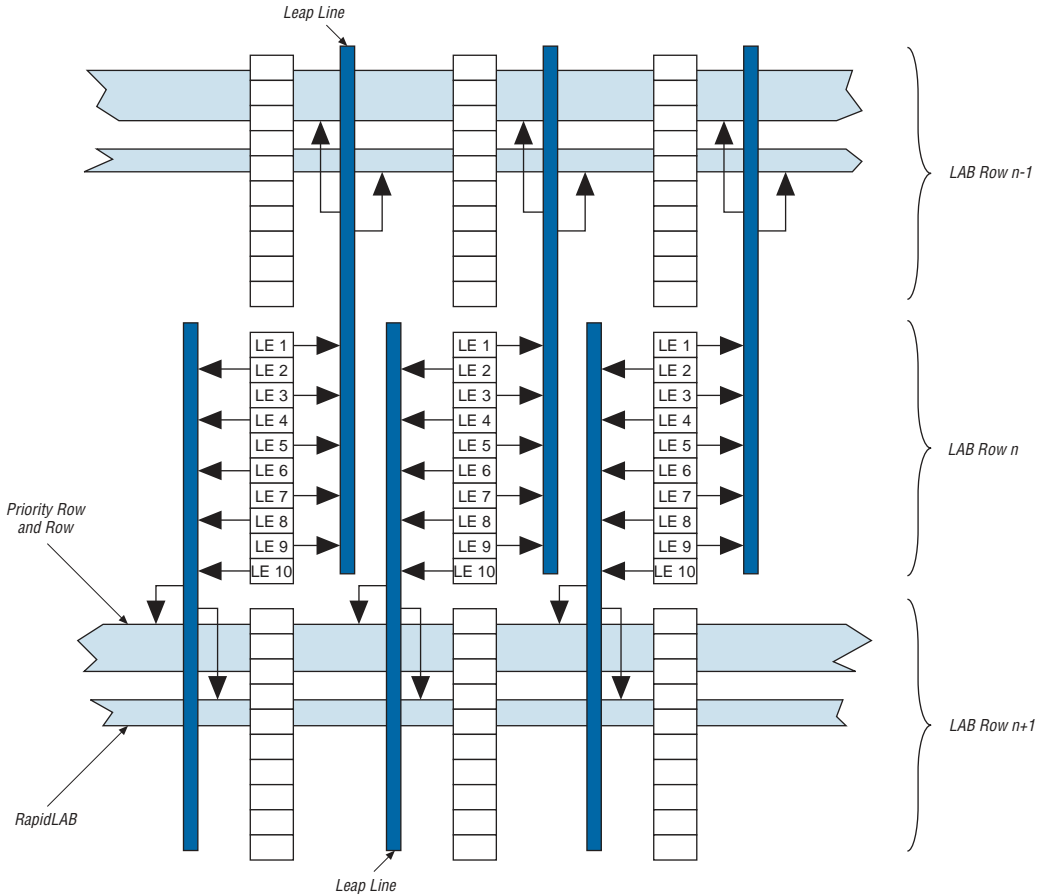 Leap Line
LAB Row n-1
LE 1 LE 1 LE 1
LE 2 LE 2 LE 2
LE 3 LE 3 LE 3
LE 4 LE 4 LE 4
LE 5 LE 5 LE 5
LAB Row n
LE 6 LE 6 LE 6
LE 7 LE 7 LE 7
LE 8 LE 8 LE 8
LE 9 LE 9 LE 9
LE 10 LE 10 LE 10
Priority Row
and Row
LAB Row n+1
RapidLAB
Leap Line